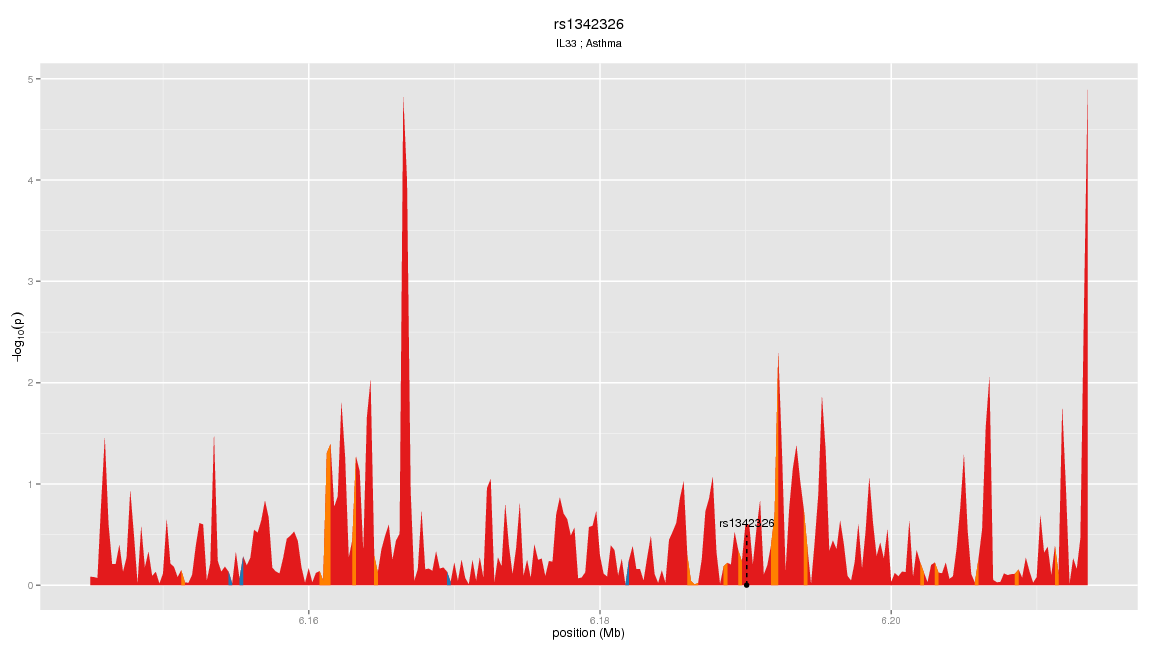 rs1342326
IL33 ; Asthma
5
4
3
2
1
0
−log10(p)
rs1342326
6.16
6.18
6.20
position (Mb)